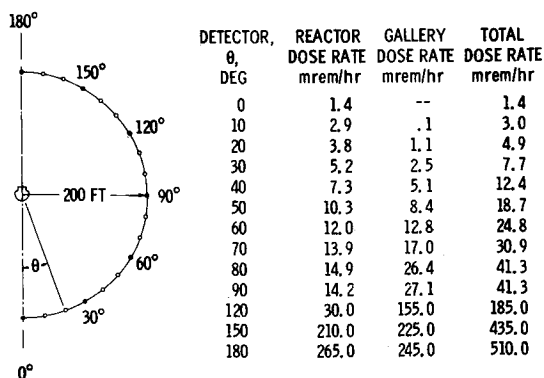 180°
150°
120°
200 FT
90°
θ
60°
30°
0°
DETECTOR, REACTOR GALLERY TOTAL
θ, DOSE RATE DOSE RATE DOSE RATE
DEG mrem/hr mrem/hr mrem/hr
0 1.4 -- 1.4
10 2.9 .1 3.0
20 3.8 1.1 4.9
30 5.2 2.5 7.7
40 7.3 5.1 12.4
50 10.3 8.4 18.7
60 12.0 12.8 24.8
70 13.9 17.0 30.9
80 14.9 26.4 41.3
90 14.2 27.1 41.3
120 30.0 155.0 185.0
150 210.0 225.0 435.0
180 265.0 245.0 510.0